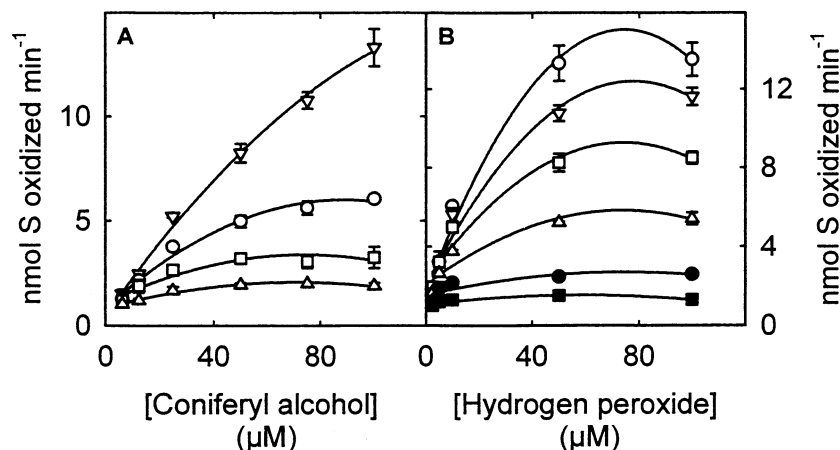 A
B
nmol S oxidized min⁻¹
10
5
0
0
40
80
0
40
80
12
8
4
0
nmol S oxidized min⁻¹
[Coniferyl alcohol]
(µM)
[Hydrogen peroxide]
(µM)